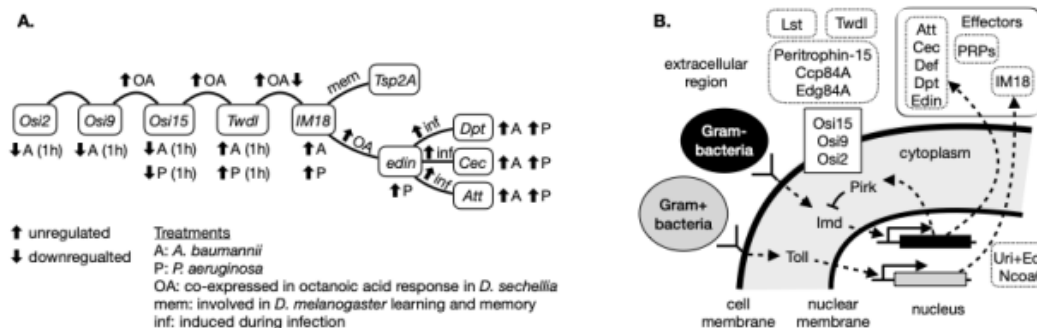 A.
OA
OA
OA
mem
Tsp2A
Osi2
Osi9
Osi15
Twdl
IM18
A (1h)
A (1h)
A (1h)
A (1h)
A
P (1h)
P (1h)
P
OA
edin
P
inf
Dpt
A P
inf
Cec
A P
inf
Att
A P
unregulated
downregualted
Treatments
A: A. baumannii
P: P. aeruginosa
OA: co-expressed in octanoic acid response in D. sechellia
mem: involved in D. melanogaster learning and memory
inf: induced during infection
B.
Lst
Twdl
Effectors
Att
Cec
Def
Dpt
Edin
PRPs
IM18
extracellular
region
Peritrophin-15
Ccp84A
Edg84A
Gram-
bacteria
Osi15
Osi9
Osi2
cytoplasm
Gram+
bacteria
Pirk
Imd
Toll
cell
membrane
nuclear
membrane
nucleus